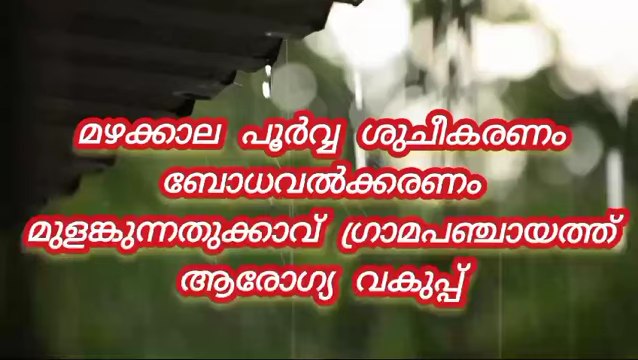 മഴക്കാല പൂർവ്വ ശുചീകരണം
ബോധവൽക്കരണം
മുളങ്കുന്നതുക്കാവ് ഗ്രാമപഞ്ചായത്ത്
ആരോഗ്യ വകുപ്പ്